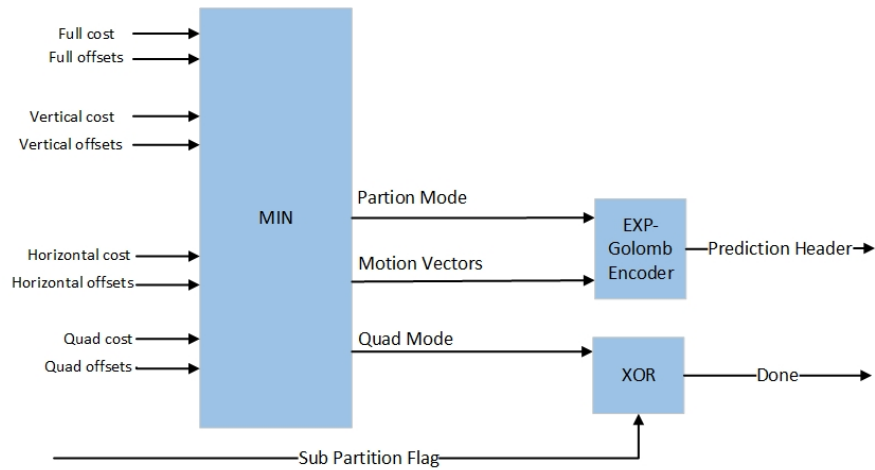 Full cost
Full offsets
Vertical cost
Vertical offsets
Horizontal cost
Horizontal offsets
Quad cost
Quad offsets
MIN
Partion Mode
Motion Vectors
Quad Mode
EXP-
Golomb
Encoder
Prediction Header
XOR
Done
Sub Partition Flag